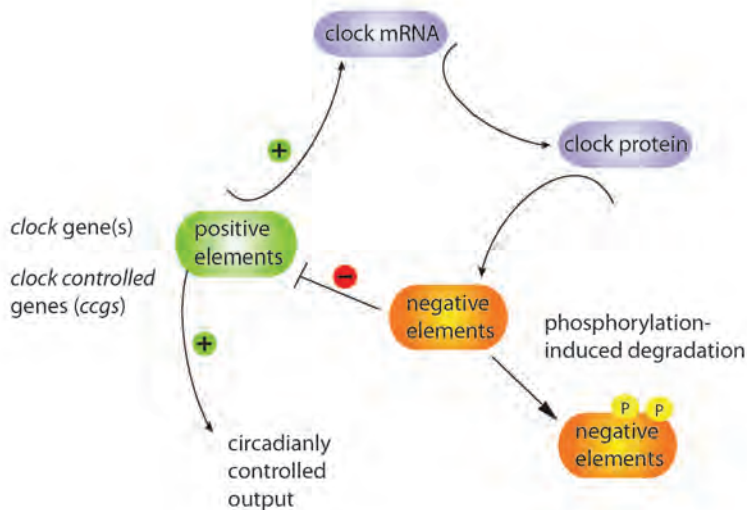 clock mRNA
+
clock protein
clock gene(s)
positive
elements
clock controlled
genes (ccgs)
−
negative
elements
phosphorylation-
induced degradation
+
P P
negative
elements
circadianly
controlled
output